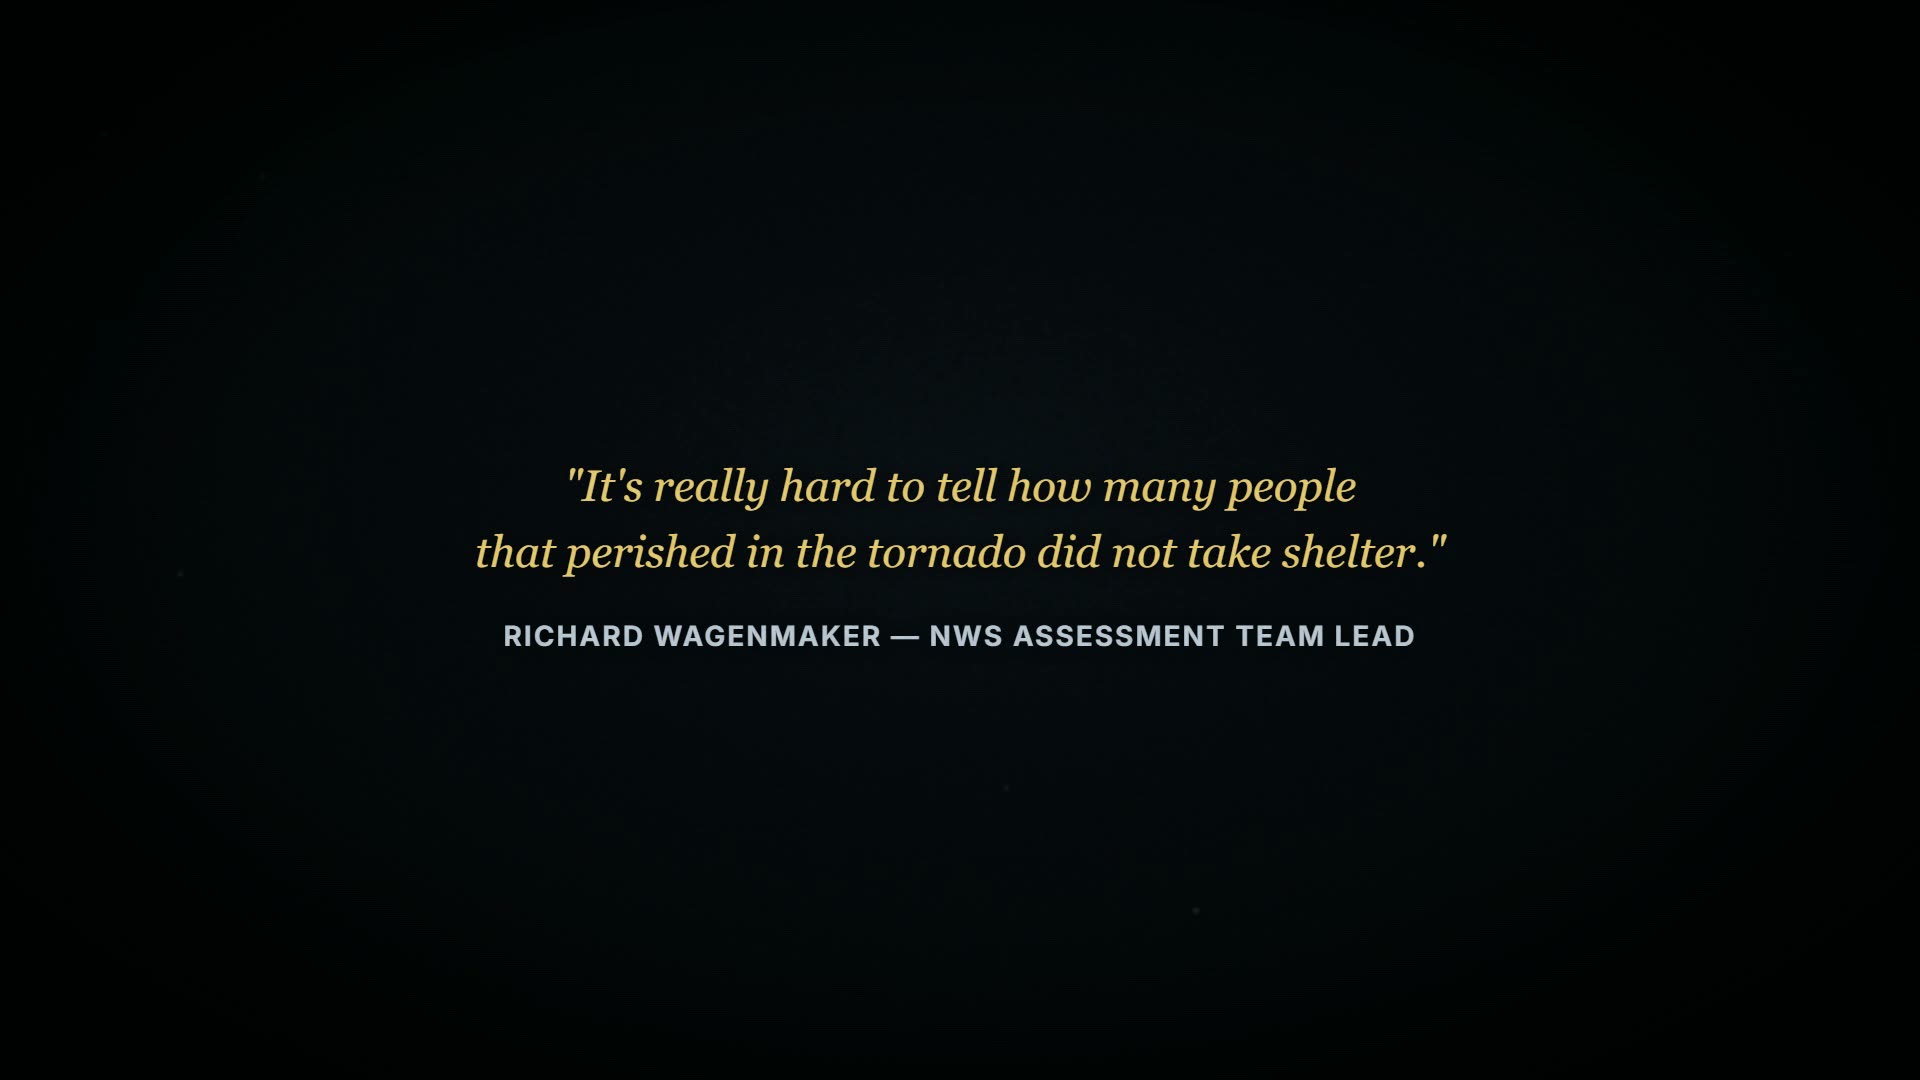 "It's really hard to tell how many people
that perished in the tornado did not take shelter."
RICHARD WAGENMAKER — NWS ASSESSMENT TEAM LEAD